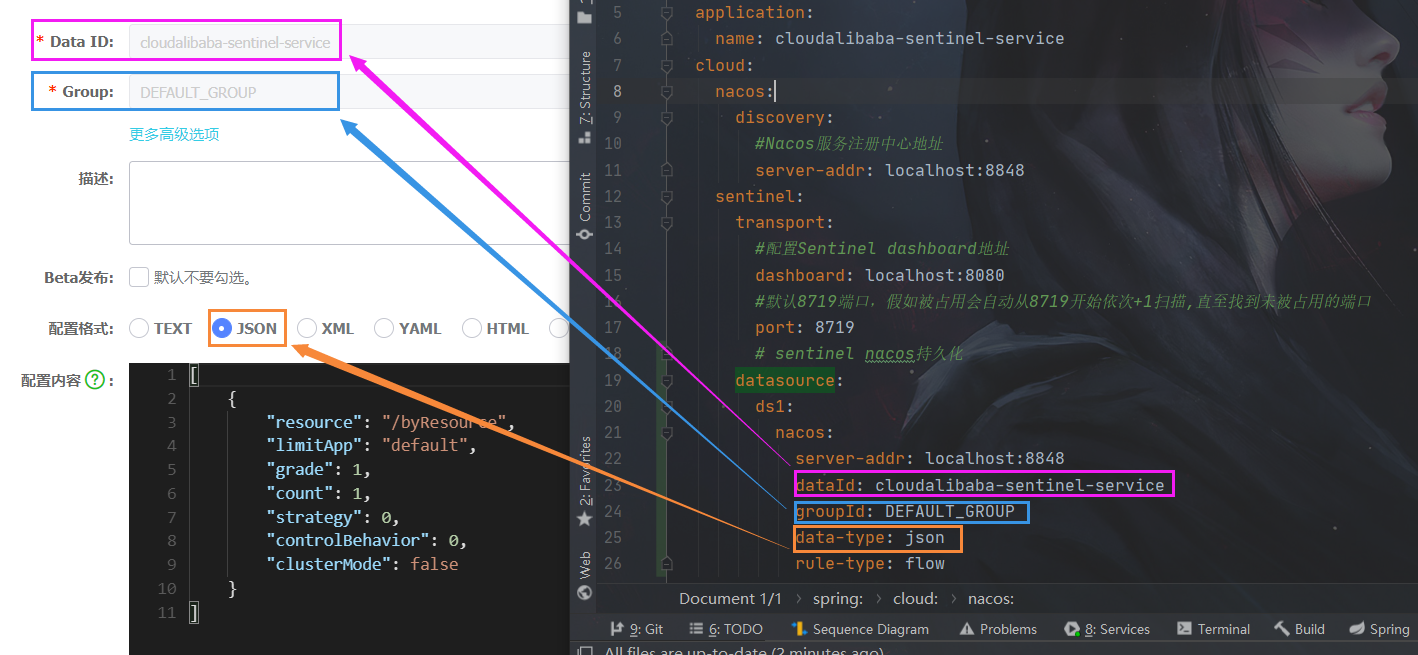 * Data ID: cloudalibaba-sentinel-service
* Group: DEFAULT_GROUP
更多高级选项
描述:
Beta发布: 默认不要勾选。
配置格式: TEXT JSON XML YAML HTML
配置内容 ? :
1 [
2 {
3 "resource": "/byResource",
4 "limitApp": "default",
5 "grade": 1,
6 "count": 1,
7 "strategy": 0,
8 "controlBehavior": 0,
9 "clusterMode": false
10 }
11 ]
Z: Structure
Commit
2: Favorites
Web
5 application:
6 name: cloudalibaba-sentinel-service
7 cloud:
8 nacos:
9 discovery:
10 #Nacos服务注册中心地址
11 server-addr: localhost:8848
12 sentinel:
13 transport:
14 #配置Sentinel dashboard地址
15 dashboard: localhost:8080
16 #默认8719端口，假如被占用会自动从8719开始依次+1扫描,直至找到未被占用的端口
17 port: 8719
18 # sentinel nacos持久化
19 datasource:
20 ds1:
21 nacos:
22 server-addr: localhost:8848
23 dataId: cloudalibaba-sentinel-service
24 groupId: DEFAULT_GROUP
25 data-type: json
26 rule-type: flow
Document 1/1 › spring: › cloud: › nacos:
9: Git 6: TODO Sequence Diagram Problems 8: Services Terminal Build Spring
All files are up-to-date (2 minutes ago)